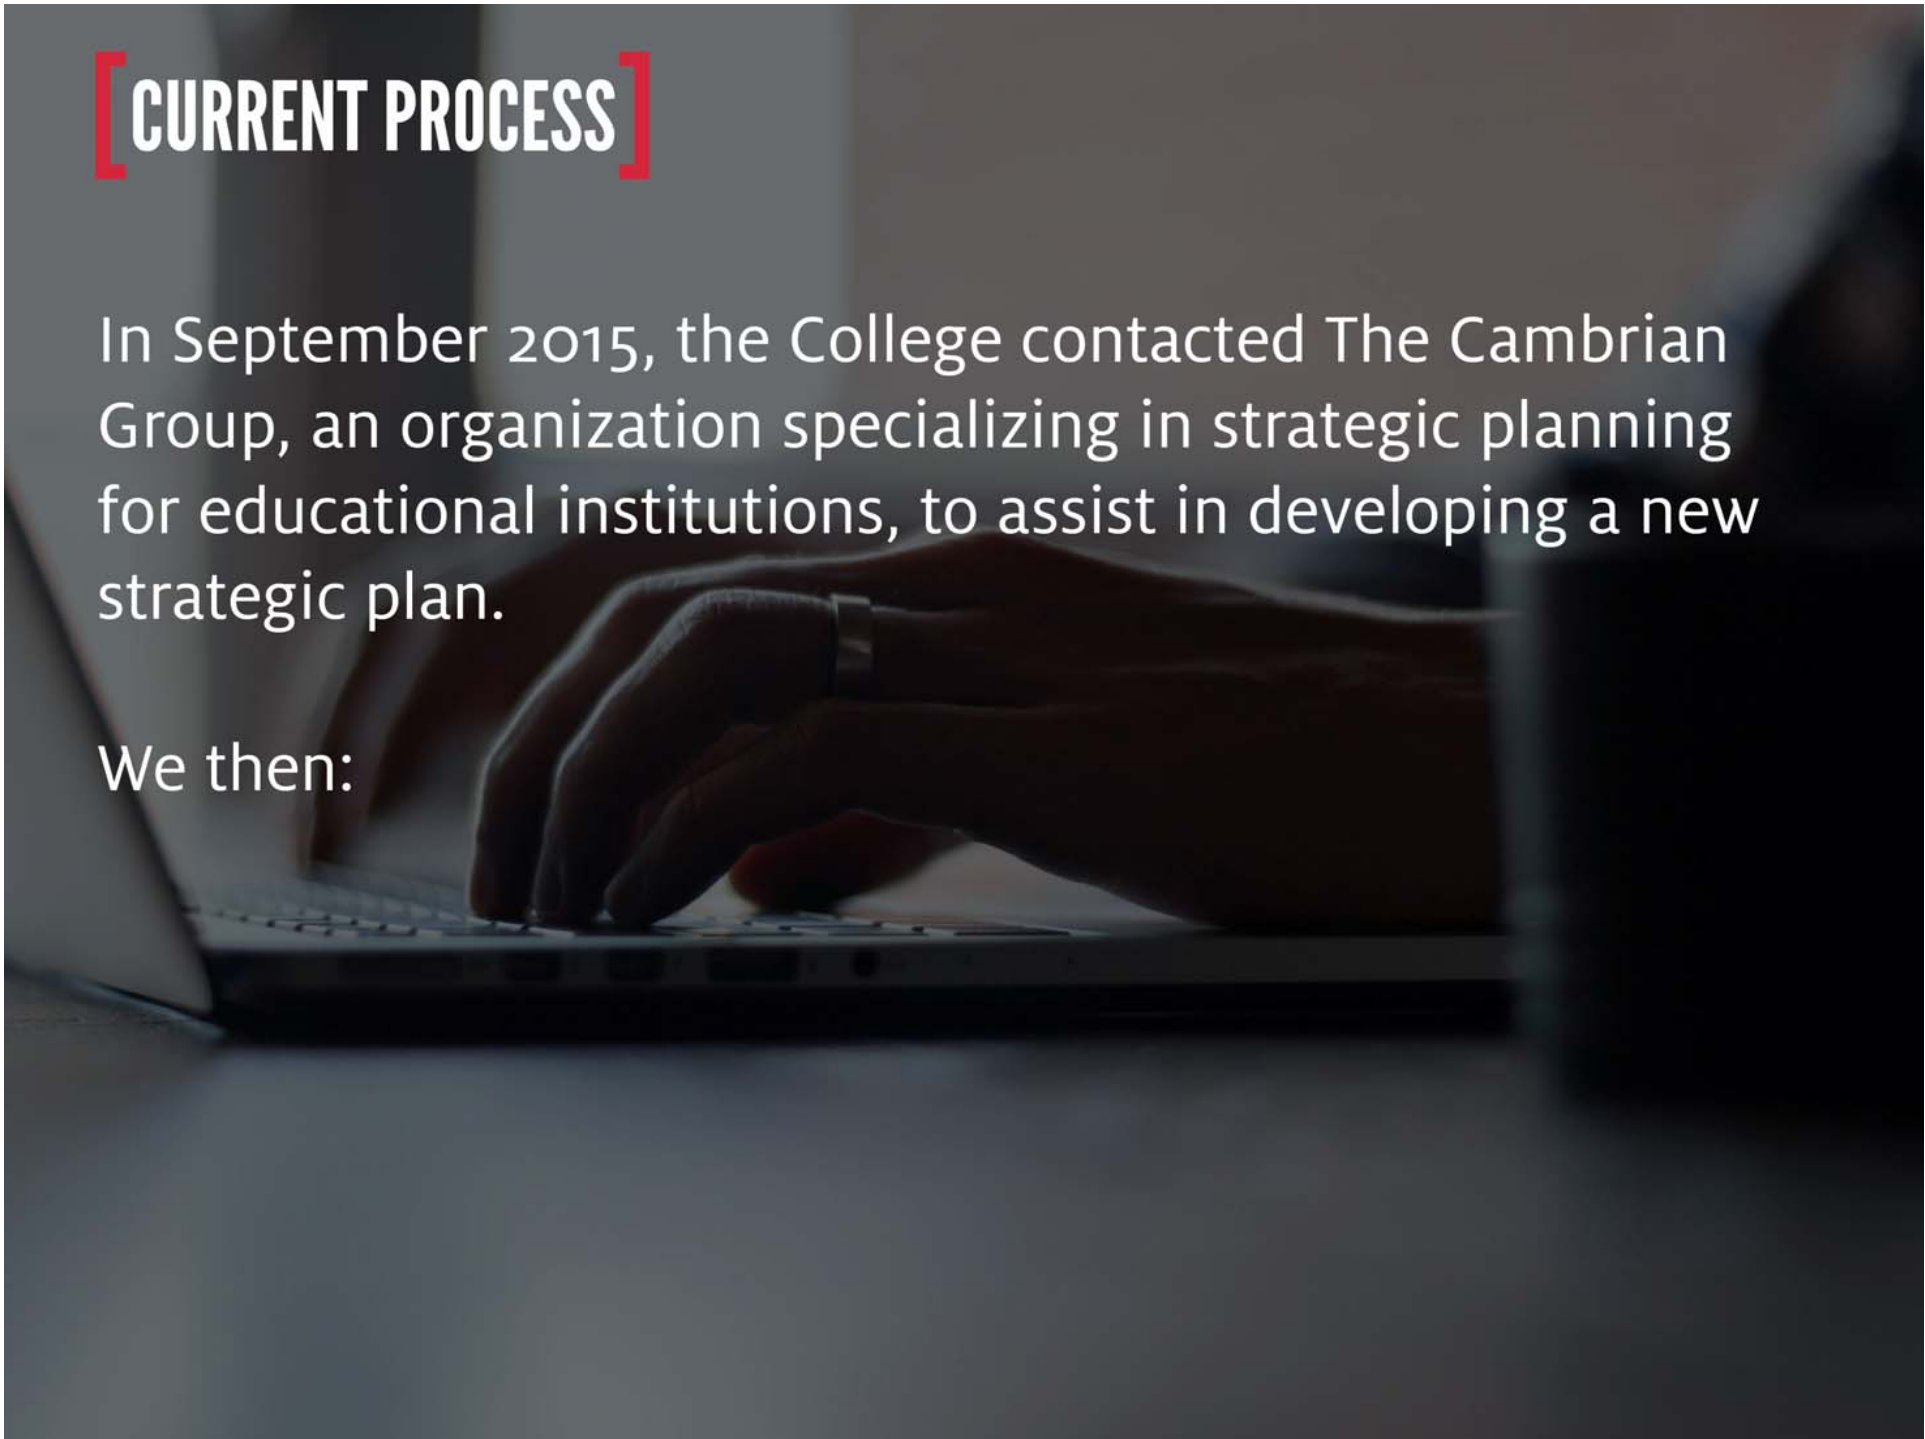 [CURRENT PROCESS]
In September 2015, the College contacted The Cambrian
Group, an organization specializing in strategic planning
for educational institutions, to assist in developing a new
strategic plan.
We then: